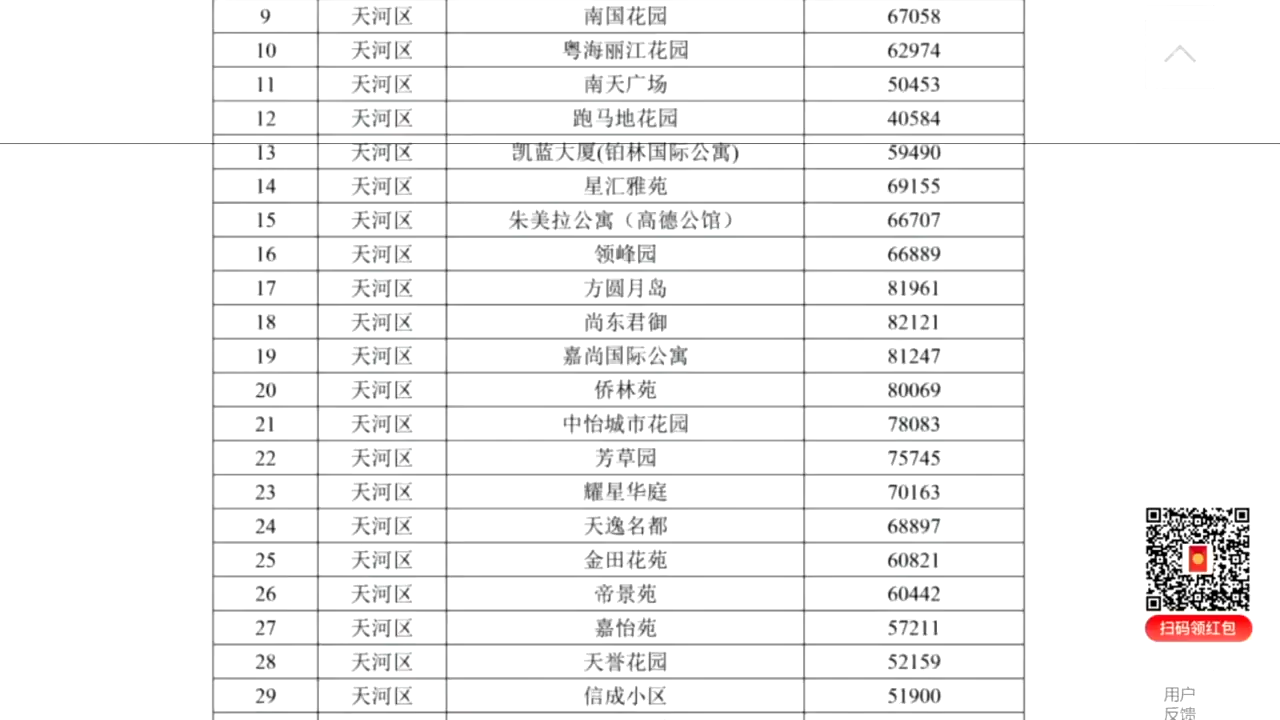 9 天河区 南国花园 67058
10 天河区 粤海丽江花园 62974
11 天河区 南天广场 50453
12 天河区 跑马地花园 40584
13 天河区 凯蓝大厦(铂林国际公寓) 59490
14 天河区 星汇雅苑 69155
15 天河区 朱美拉公寓（高德公馆） 66707
16 天河区 领峰园 66889
17 天河区 方圆月岛 81961
18 天河区 尚东君御 82121
19 天河区 嘉尚国际公寓 81247
20 天河区 侨林苑 80069
21 天河区 中怡城市花园 78083
22 天河区 芳草园 75745
23 天河区 耀星华庭 70163
24 天河区 天逸名都 68897
25 天河区 金田花苑 60821
26 天河区 帝景苑 60442
27 天河区 嘉怡苑 57211
28 天河区 天誉花园 52159
29 天河区 信成小区 51900
扫码领红包
用户
反馈